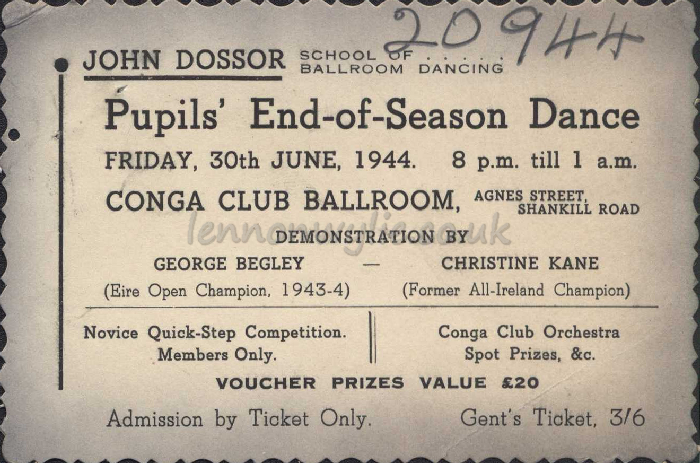 20944
JOHN DOSSOR SCHOOL OF . . . . .
BALLROOM DANCING
Pupils' End-of-Season Dance
FRIDAY, 30th JUNE, 1944. 8 p.m. till 1 a.m.
CONGA CLUB BALLROOM, AGNES STREET,
SHANKILL ROAD
lennonwylie.co.uk
DEMONSTRATION BY
GEORGE BEGLEY — CHRISTINE KANE
(Eire Open Champion, 1943-4) (Former All-Ireland Champion)
Novice Quick-Step Competition.
Members Only.
Conga Club Orchestra
Spot Prizes, &c.
VOUCHER PRIZES VALUE £20
Admission by Ticket Only. Gent's Ticket, 3/6